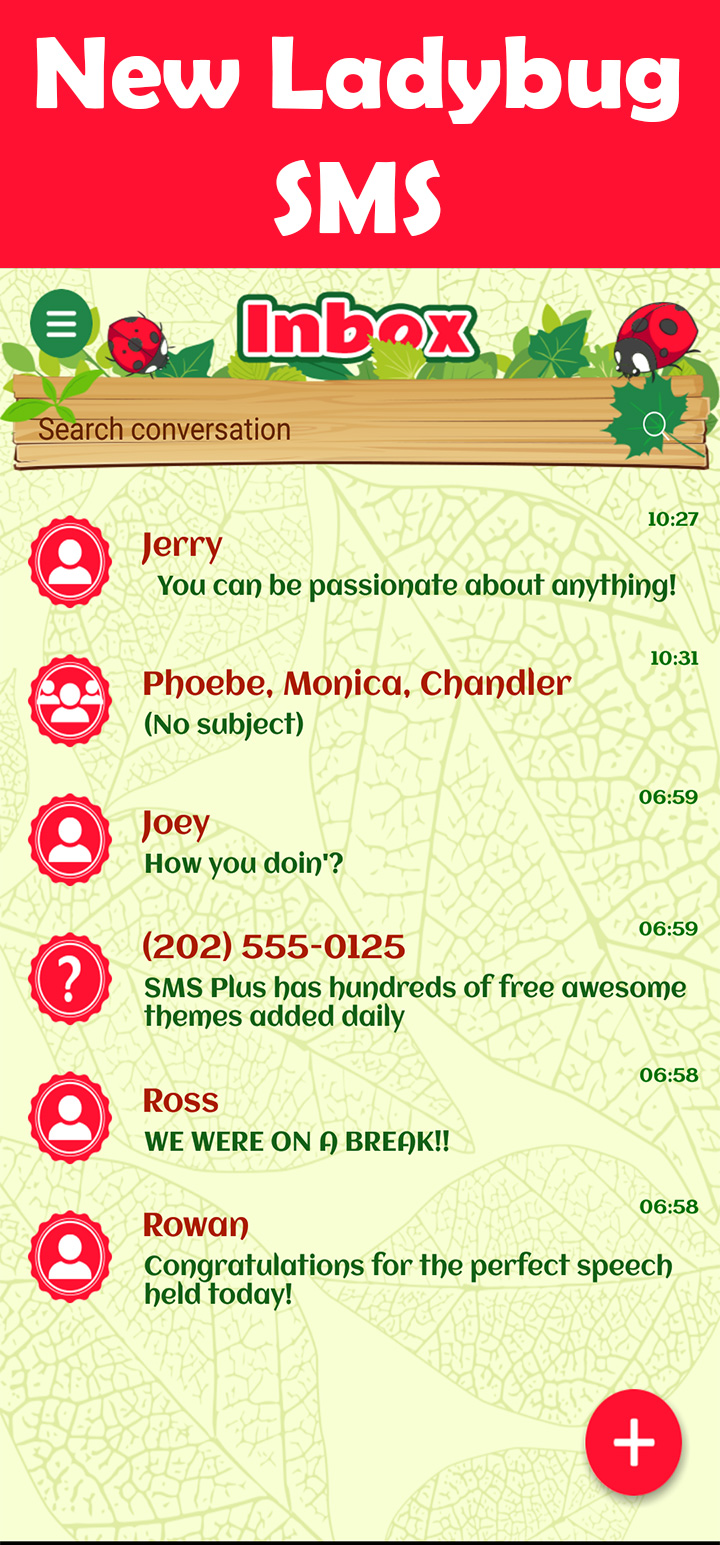 New Ladybug
SMS
Inbox
Search conversation
10:27
Jerry
You can be passionate about anything!
10:31
Phoebe, Monica, Chandler
(No subject)
06:59
Joey
How you doin'?
06:59
(202) 555-0125
SMS Plus has hundreds of free awesome
themes added daily
06:58
Ross
WE WERE ON A BREAK!!
06:58
Rowan
Congratulations for the perfect speech
held today!